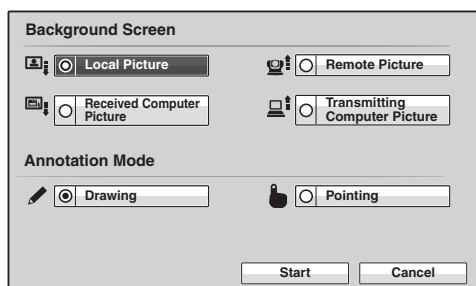 Background Screen
Local Picture
Remote Picture
Received Computer
Picture
Transmitting
Computer Picture
Annotation Mode
Drawing
Pointing
Start
Cancel